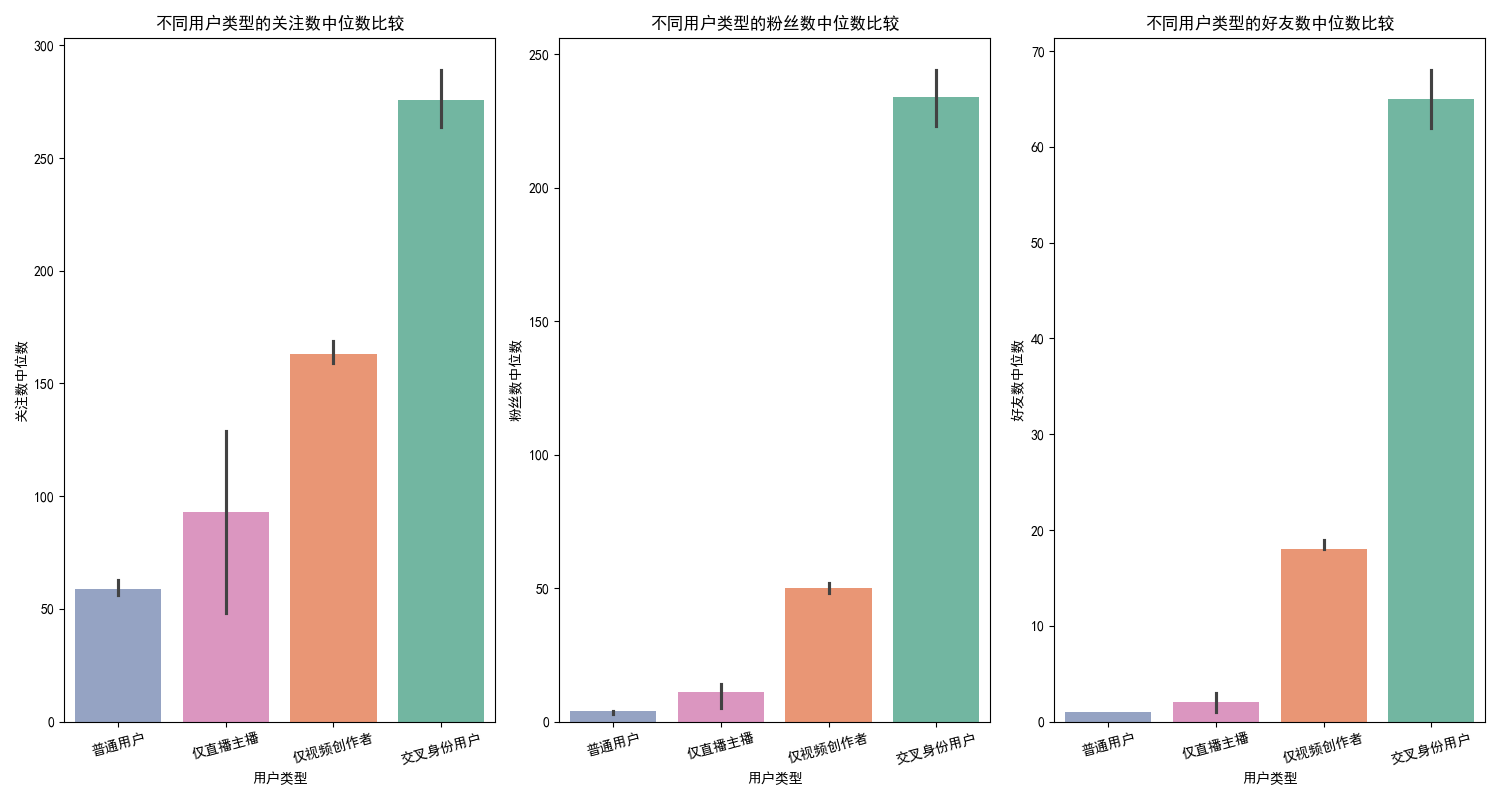 不同用户类型的关注数中位数比较
关注数中位数
300
250
200
150
100
50
0
普通用户
仅直播主播
仅视频创作者
交叉身份用户
用户类型
不同用户类型的粉丝数中位数比较
粉丝数中位数
250
200
150
100
50
0
普通用户
仅直播主播
仅视频创作者
交叉身份用户
用户类型
不同用户类型的好友数中位数比较
好友数中位数
70
60
50
40
30
20
10
0
普通用户
仅直播主播
仅视频创作者
交叉身份用户
用户类型